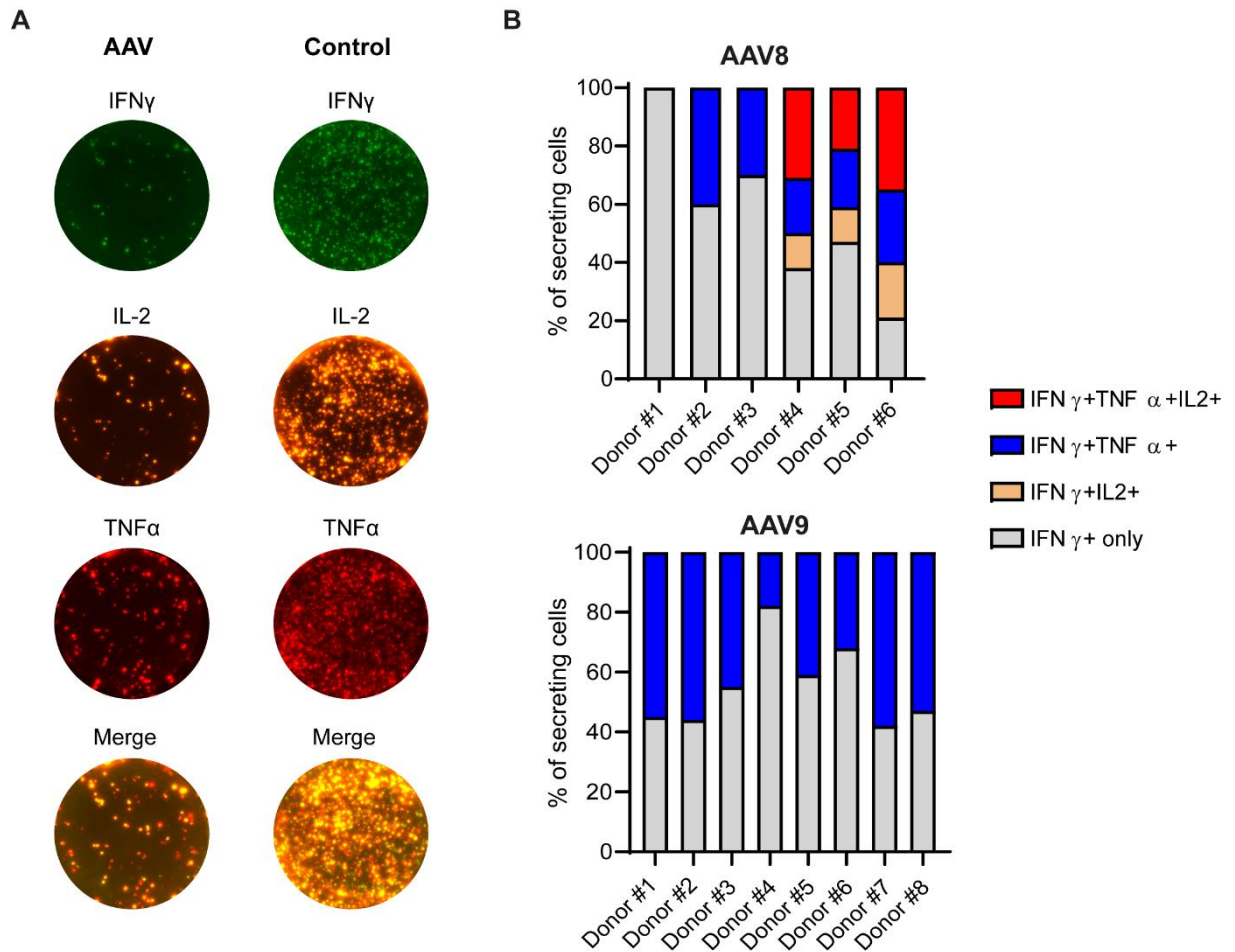 A
AAV
Control
IFNγ
IFNγ
IL-2
IL-2
TNFα
TNFα
Merge
Merge
B
AAV8
% of secreting cells
100
80
60
40
20
0
Donor #1
Donor #2
Donor #3
Donor #4
Donor #5
Donor #6
AAV9
% of secreting cells
100
80
60
40
20
0
Donor #1
Donor #2
Donor #3
Donor #4
Donor #5
Donor #6
Donor #7
Donor #8
IFN γ+TNF α +IL2+
IFN γ+TNF α+
IFN γ+IL2+
IFN γ+ only